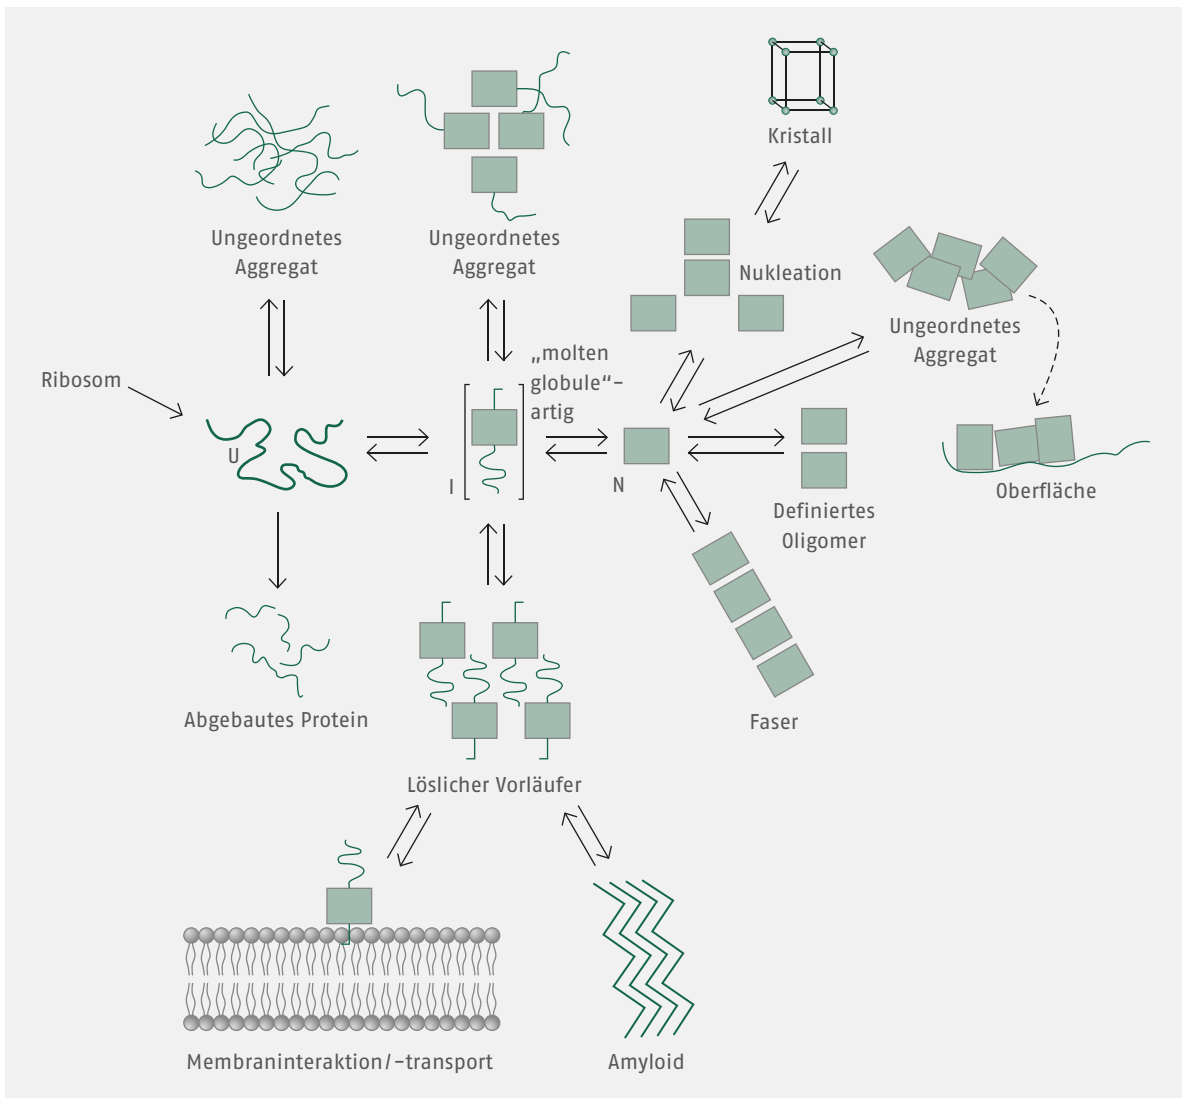 Kristall
Ungeordnetes
Aggregat
Ungeordnetes
Aggregat
Nukleation
Ungeordnetes
Aggregat
„molten
globule“-
artig
Ribosom
U
I
N
Definiertes
Oligomer
Oberfläche
Abgebautes Protein
Faser
Löslicher Vorläufer
Membraninteraktion/-transport
Amyloid